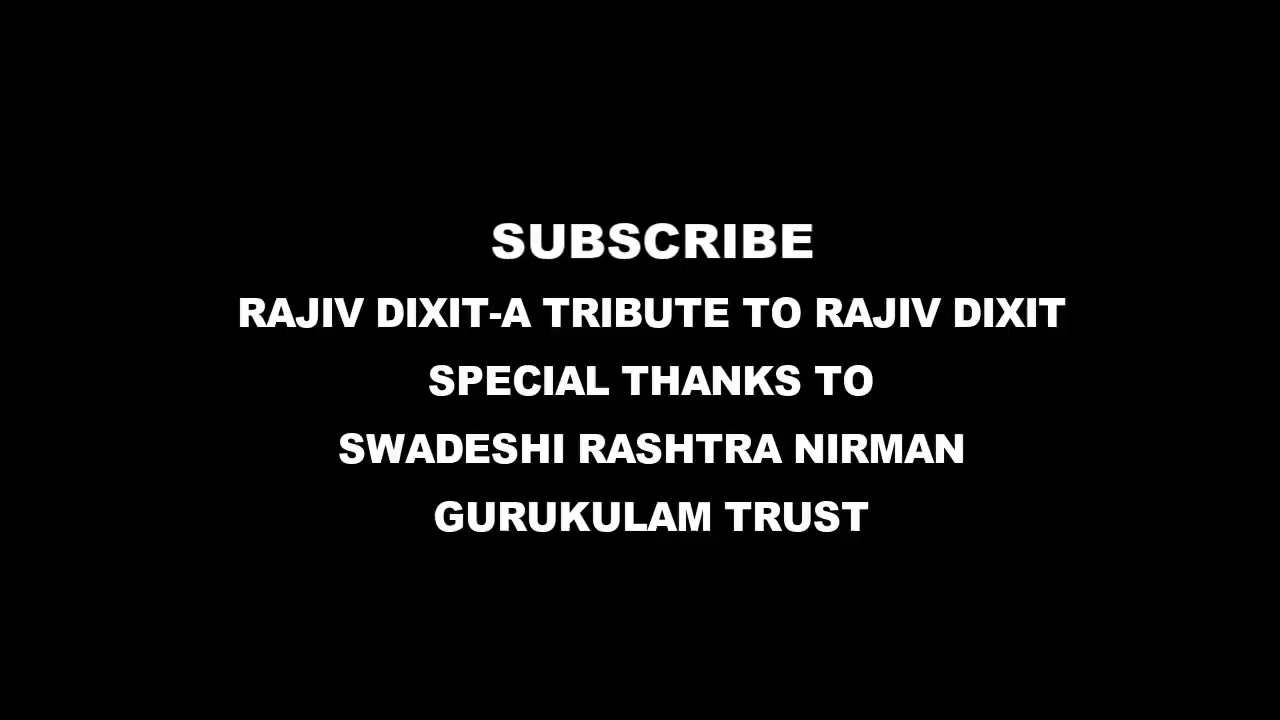 SUBSCRIBE
RAJIV DIXIT-A TRIBUTE TO RAJIV DIXIT
SPECIAL THANKS TO
SWADESHI RASHTRA NIRMAN
GURUKULAM TRUST